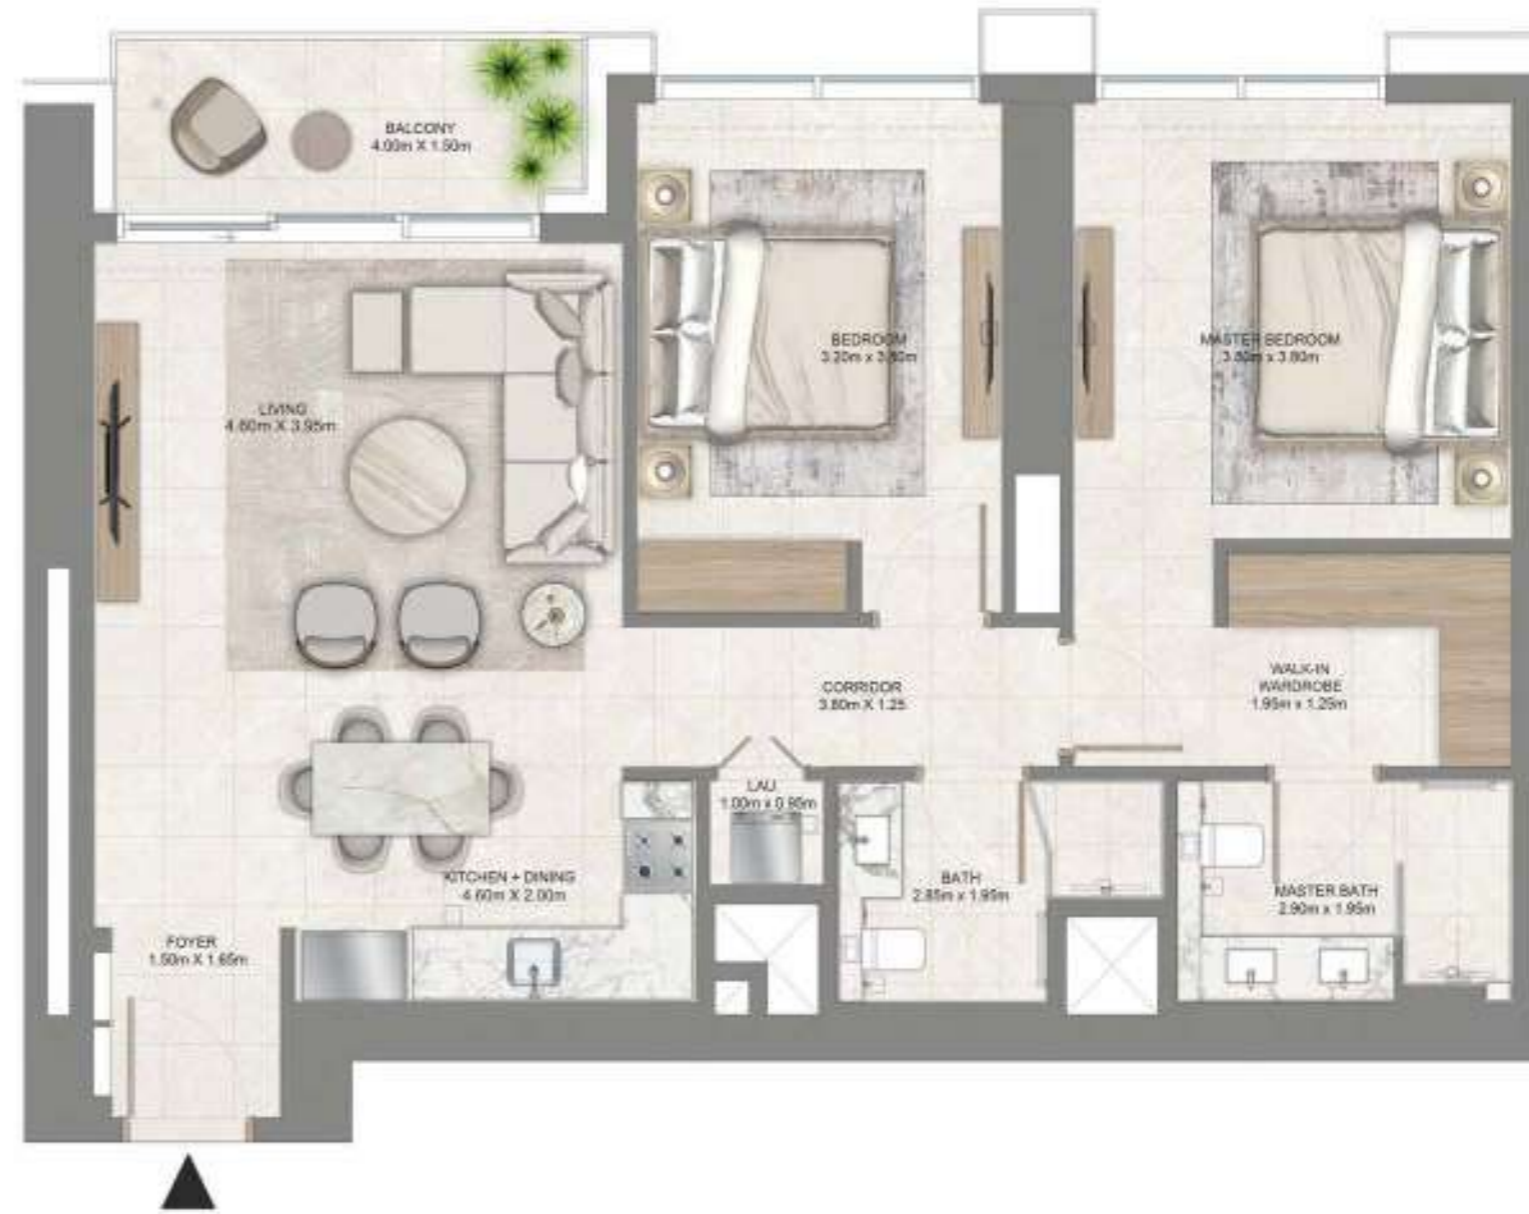 BALCONY
4.00m X 1.50m
BEDROOM
3.20m x 3.80m
MASTER BEDROOM
3.80m x 3.80m
LIVING
4.60m X 3.95m
CORRIDOR
3.80m X 1.25
WALK-IN
WARDROBE
1.95m x 1.25m
LAU
1.00m x 0.95m
KITCHEN + DINING
4.60m X 2.00m
BATH
2.85m x 1.95m
MASTER BATH
2.90m x 1.95m
FOYER
1.50m X 1.65m